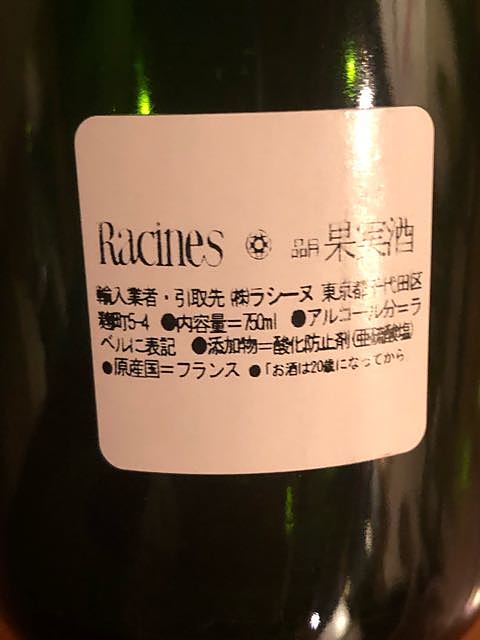 Racines 品目 果実酒
輸入業者・引取先 ㈱ラシーヌ 東京都千代田区
麹町5-4 ●内容量=750ml ●アルコール分=ラ
ベルに表記 ●添加物=酸化防止剤(亜硫酸塩)
●原産国=フランス ●「お酒は20歳になってから